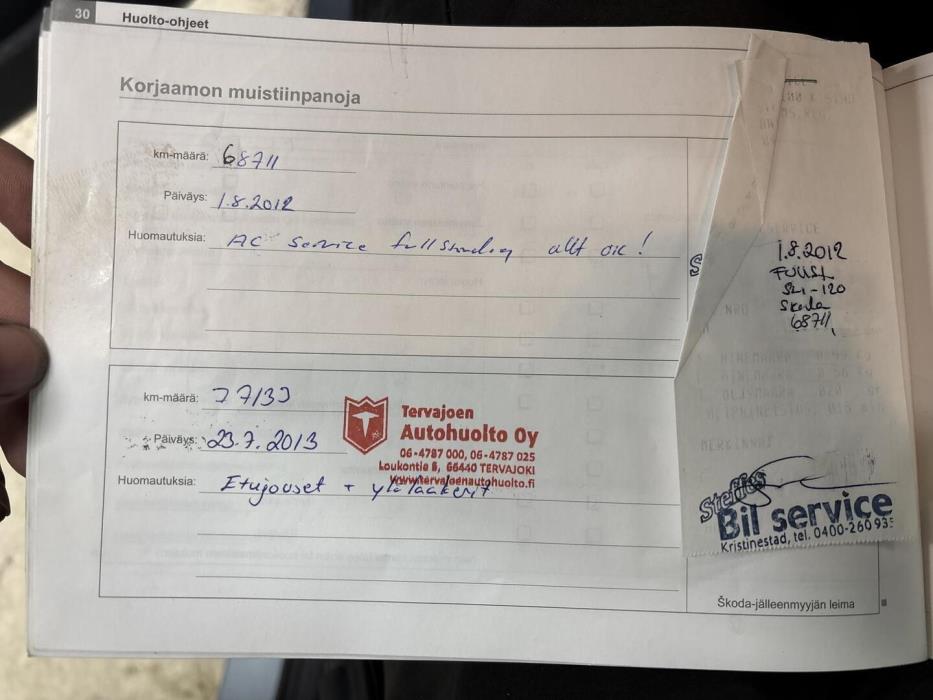 30 Huolto-ohjeet
Korjaamon muistiinpanoja
km-määrä: 68711
Päiväys: 1.8.2012
Huomautuksia: AC Service fullständig allt ok!
km-määrä: 77133
Päiväys: 23.7.2013
Huomautuksia: Etujouset + ylälaakerit
Tervajoen
Autohuolto Oy
06-4787 000, 06-4787 025
Loukontie 8, 66440 TERVAJOKI
www.tervajoenautohuolto.fi
1.8.2012
SLI-120
Skoda
68711
Steffes
Bil service
Kristinestad, tel. 0400-260 93
Škoda-jälleenmyyjän leima